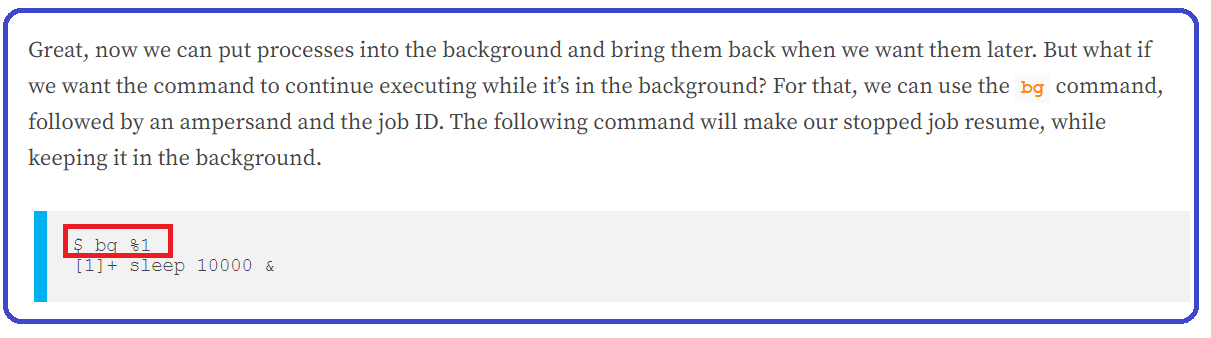 Great, now we can put processes into the background and bring them back when we want them later. But what if
we want the command to continue executing while it’s in the background? For that, we can use the bg command,
followed by an ampersand and the job ID. The following command will make our stopped job resume, while
keeping it in the background.
$ bg %1
[1]+ sleep 10000 &